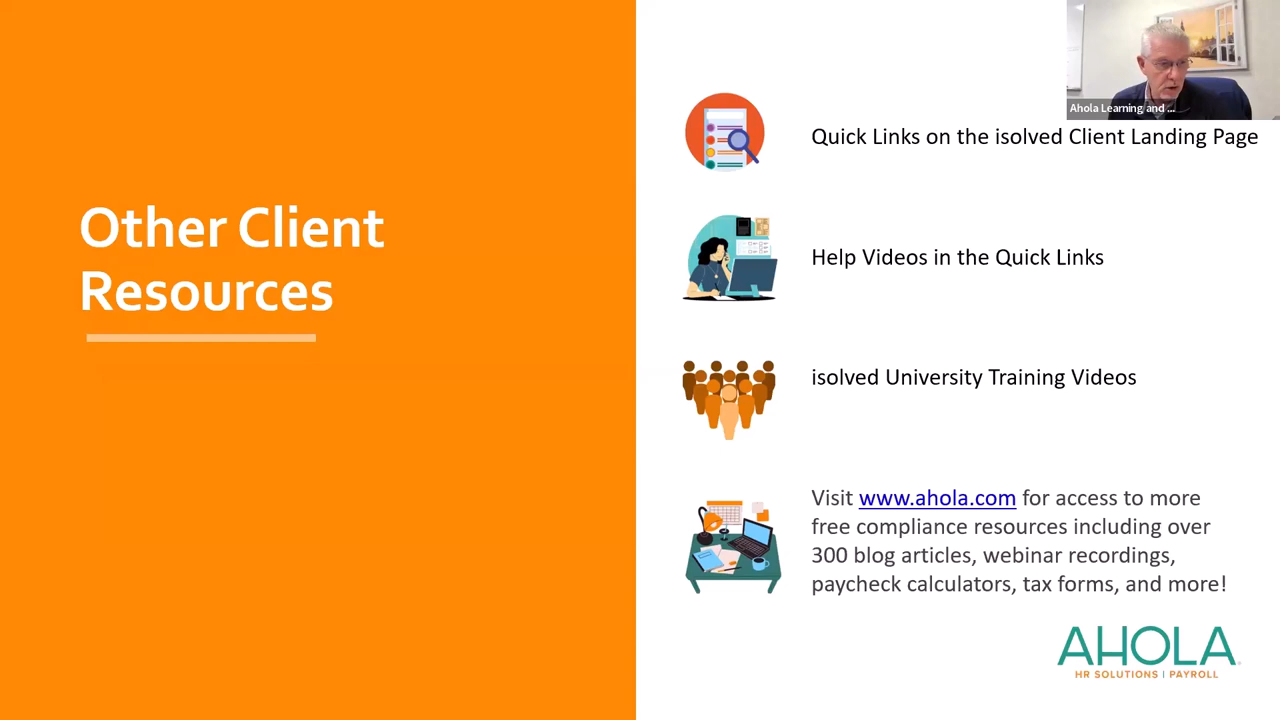 Other Client
Resources
Ahola Learning and ...
Quick Links on the isolved Client Landing Page
Help Videos in the Quick Links
isolved University Training Videos
Visit www.ahola.com for access to more
free compliance resources including over
300 blog articles, webinar recordings,
paycheck calculators, tax forms, and more!
AHOLA
HR SOLUTIONS | PAYROLL